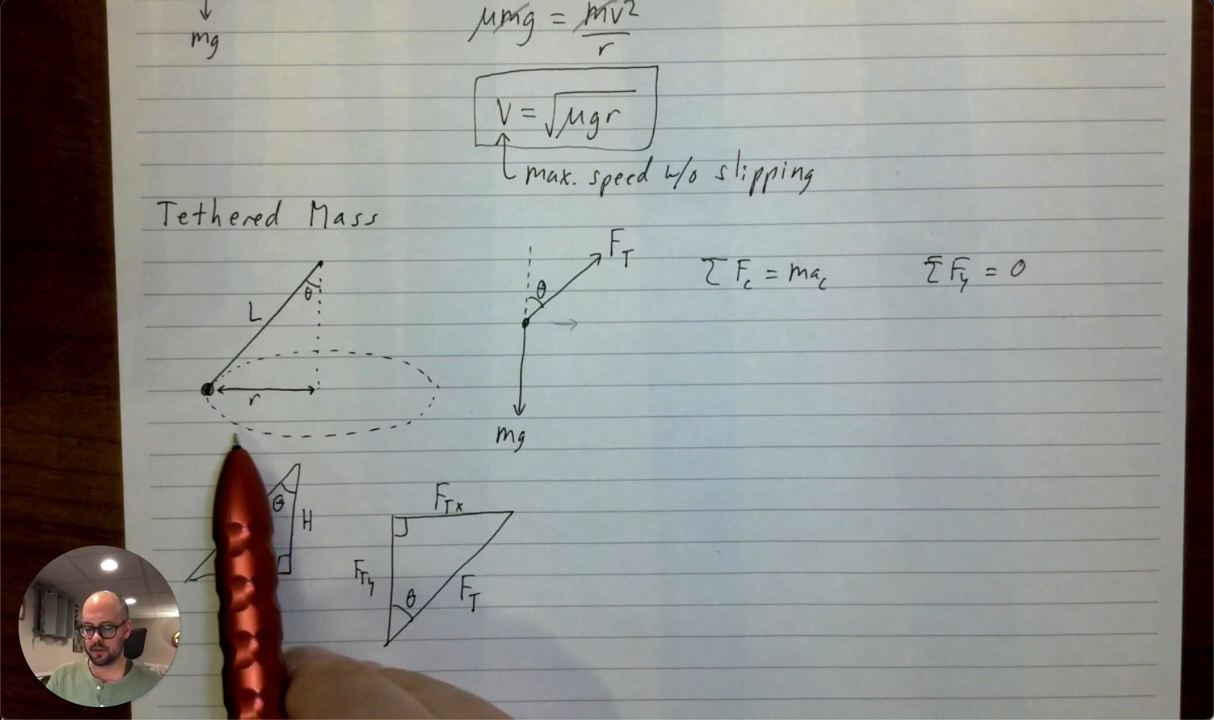 mg
μmg = mv²/r
V = √μgr
max. speed w/o slipping
Tethered Mass
θ
L
r
F_T
θ
mg
ΣF_c = ma_c
ΣF_y = 0
θ
H
F_Tx
F_Ty
θ
F_T